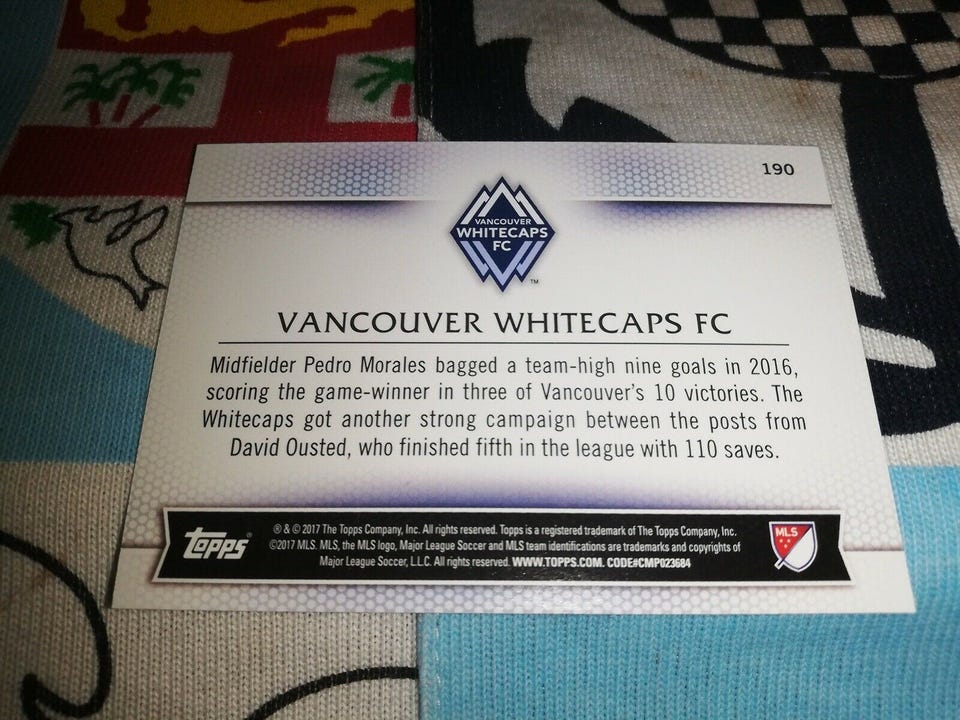 190
VANCOUVER
WHITECAPS
FC
™
VANCOUVER WHITECAPS FC
Midfielder Pedro Morales bagged a team-high nine goals in 2016,
scoring the game-winner in three of Vancouver's 10 victories. The
Whitecaps got another strong campaign between the posts from
David Ousted, who finished fifth in the league with 110 saves.
topps®
® & © 2017 The Topps Company, Inc. All rights reserved. Topps is a registered trademark of The Topps Company, Inc.
©2017 MLS. MLS, the MLS logo, Major League Soccer and MLS team identifications are trademarks and copyrights of
Major League Soccer, L.L.C. All rights reserved. WWW.TOPPS.COM. CODE#CMP023684
MLS